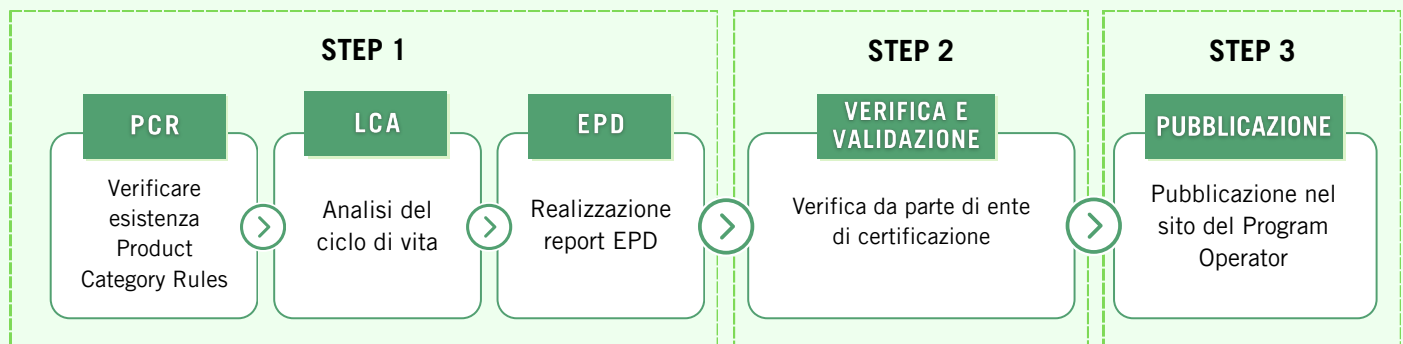 STEP 1
PCR
Verificare
esistenza
Product
Category Rules
LCA
Analisi del
ciclo di vita
EPD
Realizzazione
report EPD
STEP 2
VERIFICA E
VALIDAZIONE
Verifica da parte di ente
di certificazione
STEP 3
PUBBLICAZIONE
Pubblicazione nel
sito del Program
Operator